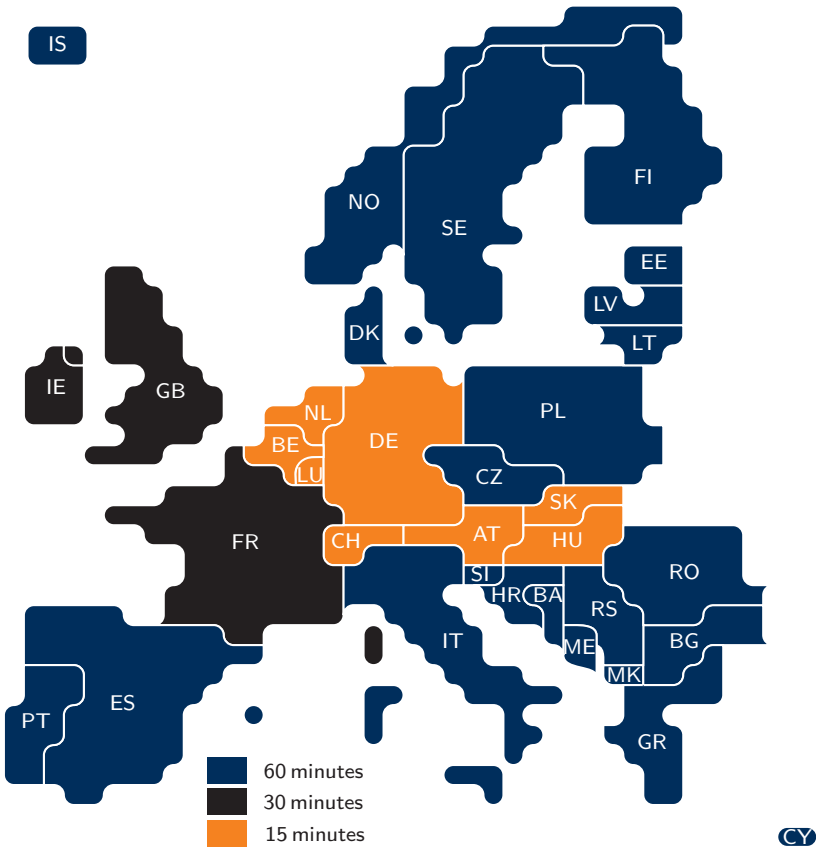 IS
NO
FI
SE
EE
LV
DK
LT
IE
GB
NL
PL
DE
BE
LU
CZ
SK
FR
CH
AT
HU
SI
RO
HR
BA
RS
IT
ME
BG
MK
ES
PT
GR
60 minutes
30 minutes
15 minutes
CY